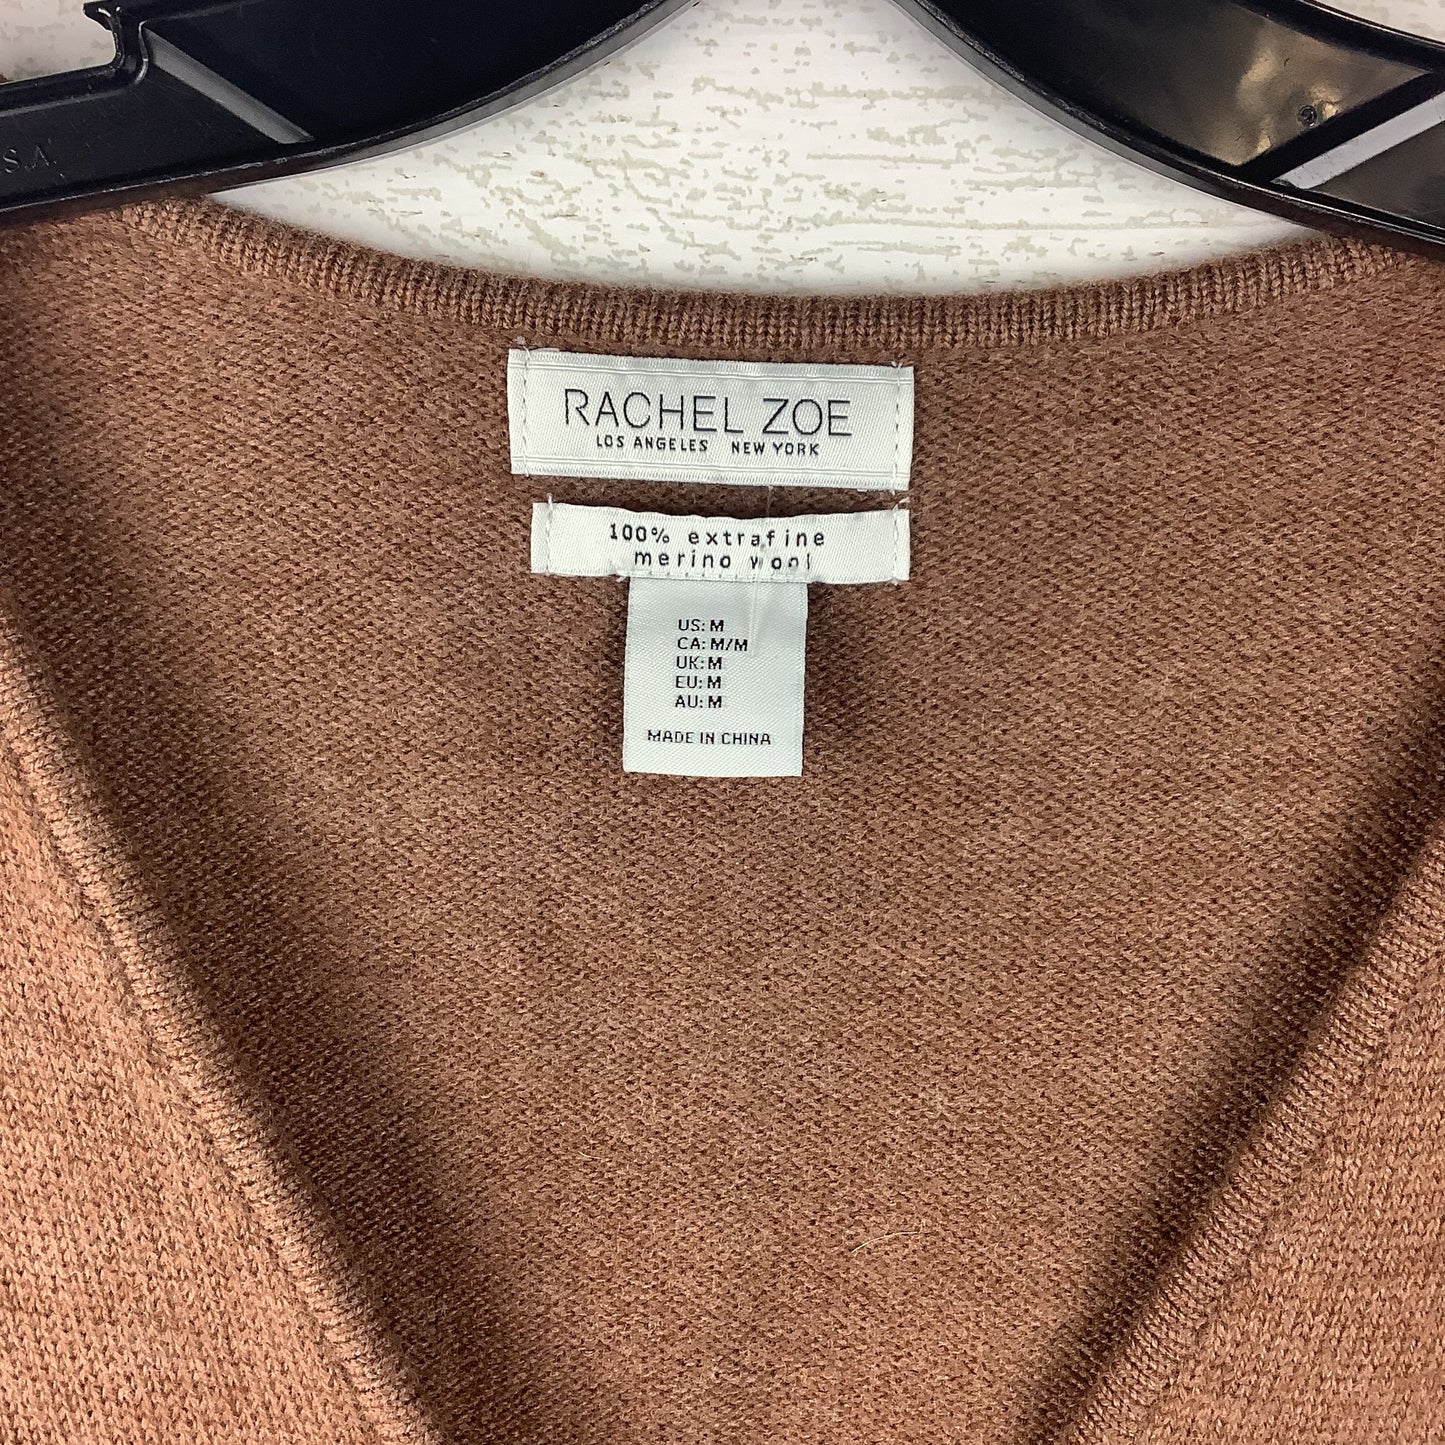 S.A.
RACHEL ZOE
LOS ANGELES NEW YORK
100% extrafine
merino wool
US: M
CA: M/M
UK: M
EU: M
AU: M
MADE IN CHINA